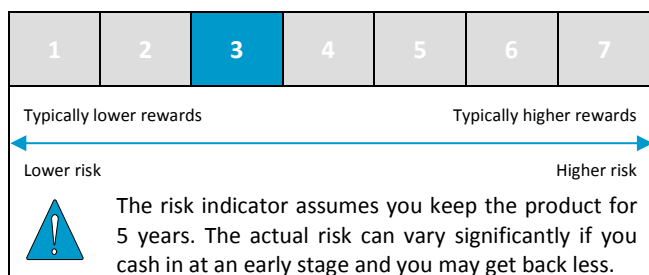 1 2 3 4 5 6 7
Typically lower rewards Typically higher rewards
Lower risk Higher risk
The risk indicator assumes you keep the product for
5 years. The actual risk can vary significantly if you
cash in at an early stage and you may get back less.